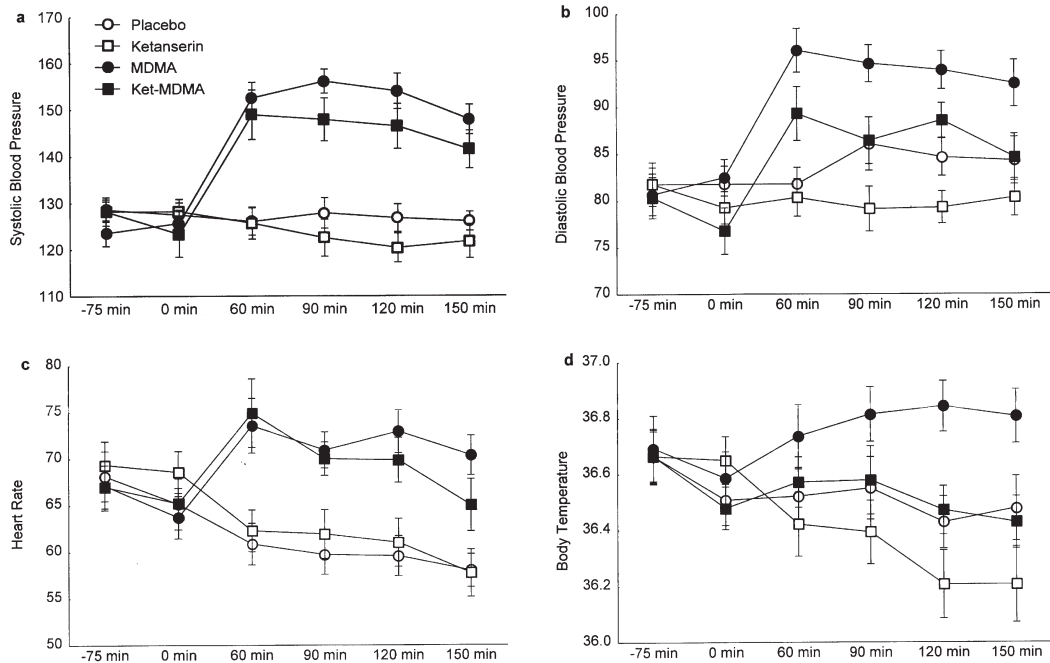 a
Placebo
Ketanserin
MDMA
Ket-MDMA
Systolic Blood Pressure
170
160
150
140
130
120
110
-75 min 0 min 60 min 90 min 120 min 150 min
b
Diastolic Blood Pressure
100
95
90
85
80
75
70
-75 min 0 min 60 min 90 min 120 min 150 min
c
Heart Rate
80
75
70
65
60
55
50
-75 min 0 min 60 min 90 min 120 min 150 min
d
Body Temperature
37.0
36.8
36.6
36.4
36.2
36.0
-75 min 0 min 60 min 90 min 120 min 150 min